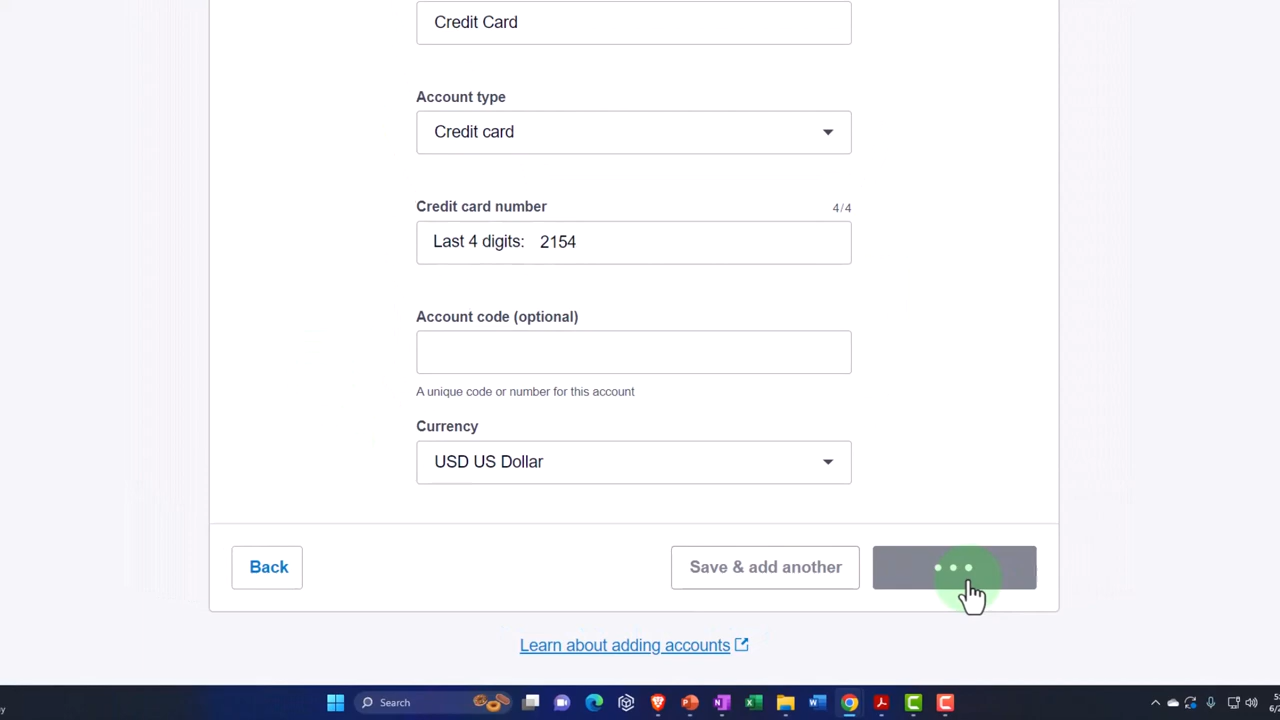 Credit Card
Account type
Credit card
Credit card number 4/4
Last 4 digits: 2154
Account code (optional)
A unique code or number for this account
Currency
USD US Dollar
Back Save & add another
Learn about adding accounts
Search